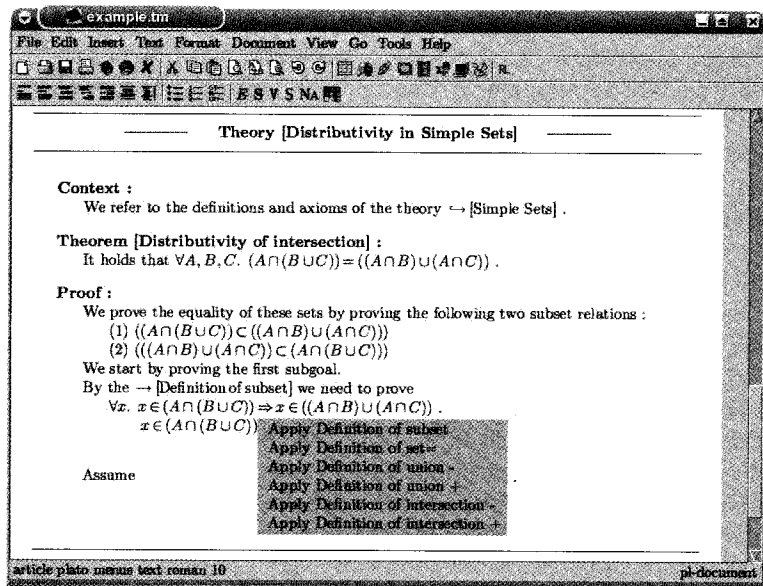 example.tm
File Edit Insert Text Format Document View Go Tools Help
E S V S NA
Theory [Distributivity in Simple Sets]
Context :
We refer to the definitions and axioms of the theory ↪ [Simple Sets] .
Theorem [Distributivity of intersection] :
It holds that ∀A, B, C. (A∩(B∪C))=((A∩B)∪(A∩C)) .
Proof :
We prove the equality of these sets by proving the following two subset relations :
(1) ((A∩(B∪C))⊂((A∩B)∪(A∩C)))
(2) (((A∩B)∪(A∩C))⊂(A∩(B∪C)))
We start by proving the first subgoal.
By the → [Definition of subset] we need to prove
∀x. x∈(A∩(B∪C))⇒x∈((A∩B)∪(A∩C)) .
x∈(A∩(B∪C))
Apply Definition of subset
Apply Definition of set=
Apply Definition of union -
Apply Definition of union +
Apply Definition of intersection -
Apply Definition of intersection +
Assume .
article plato menus text roman 10
pl-document